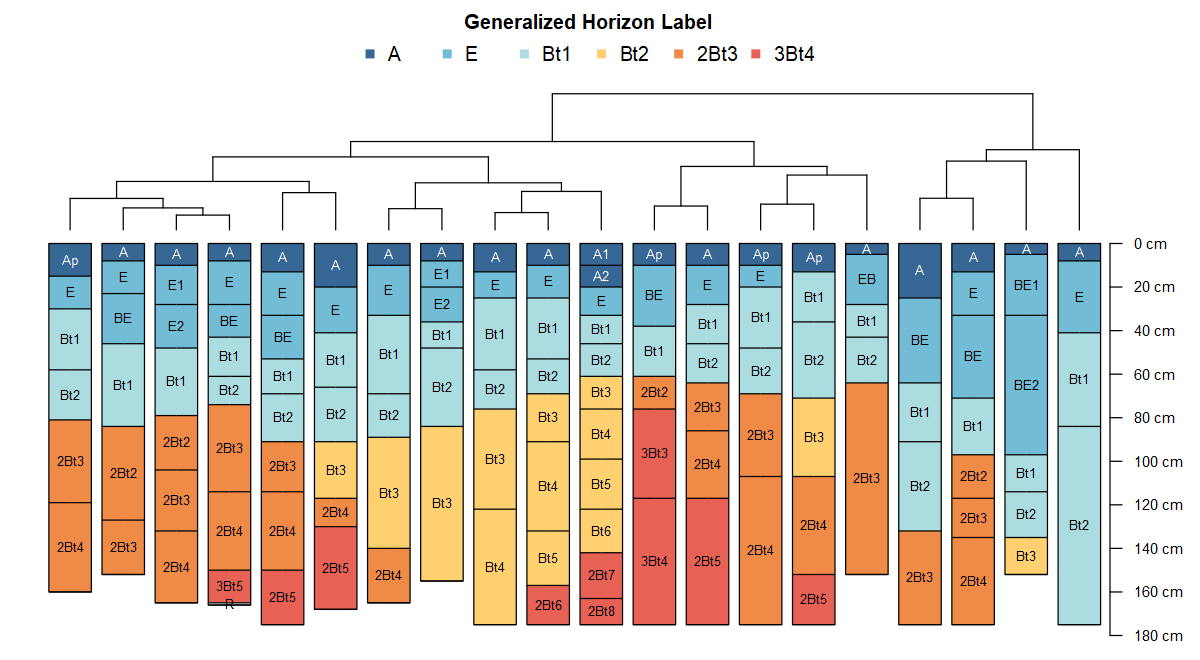 Generalized Horizon Label
A E Bt1 Bt2 2Bt3 3Bt4
Ap
E
Bt1
Bt2
2Bt3
2Bt4
A
E
BE
Bt1
2Bt2
2Bt3
A
E1
E2
Bt1
2Bt2
2Bt3
2Bt4
A
E
BE
Bt1
Bt2
2Bt3
2Bt4
3Bt5
R
A
E
BE
Bt1
Bt2
2Bt3
2Bt4
2Bt5
A
E
Bt1
Bt2
Bt3
2Bt4
2Bt5
A
E
Bt1
Bt2
Bt3
2Bt4
A
E1
E2
Bt1
Bt2
Bt3
A
E
Bt1
Bt2
Bt3
Bt4
A
E
Bt1
Bt2
Bt3
Bt4
Bt5
2Bt6
A1
A2
E
Bt1
Bt2
Bt3
Bt4
Bt5
Bt6
2Bt7
2Bt8
Ap
BE
Bt1
2Bt2
3Bt3
3Bt4
A
E
Bt1
Bt2
2Bt3
2Bt4
2Bt5
Ap
E
Bt1
Bt2
2Bt3
2Bt4
Ap
Bt1
Bt2
Bt3
2Bt4
2Bt5
A
EB
Bt1
Bt2
2Bt3
A
BE
Bt1
Bt2
2Bt3
A
E
BE
Bt1
2Bt2
2Bt3
2Bt4
A
BE1
BE2
Bt1
Bt2
Bt3
A
E
Bt1
Bt2
0 cm
20 cm
40 cm
60 cm
80 cm
100 cm
120 cm
140 cm
160 cm
180 cm